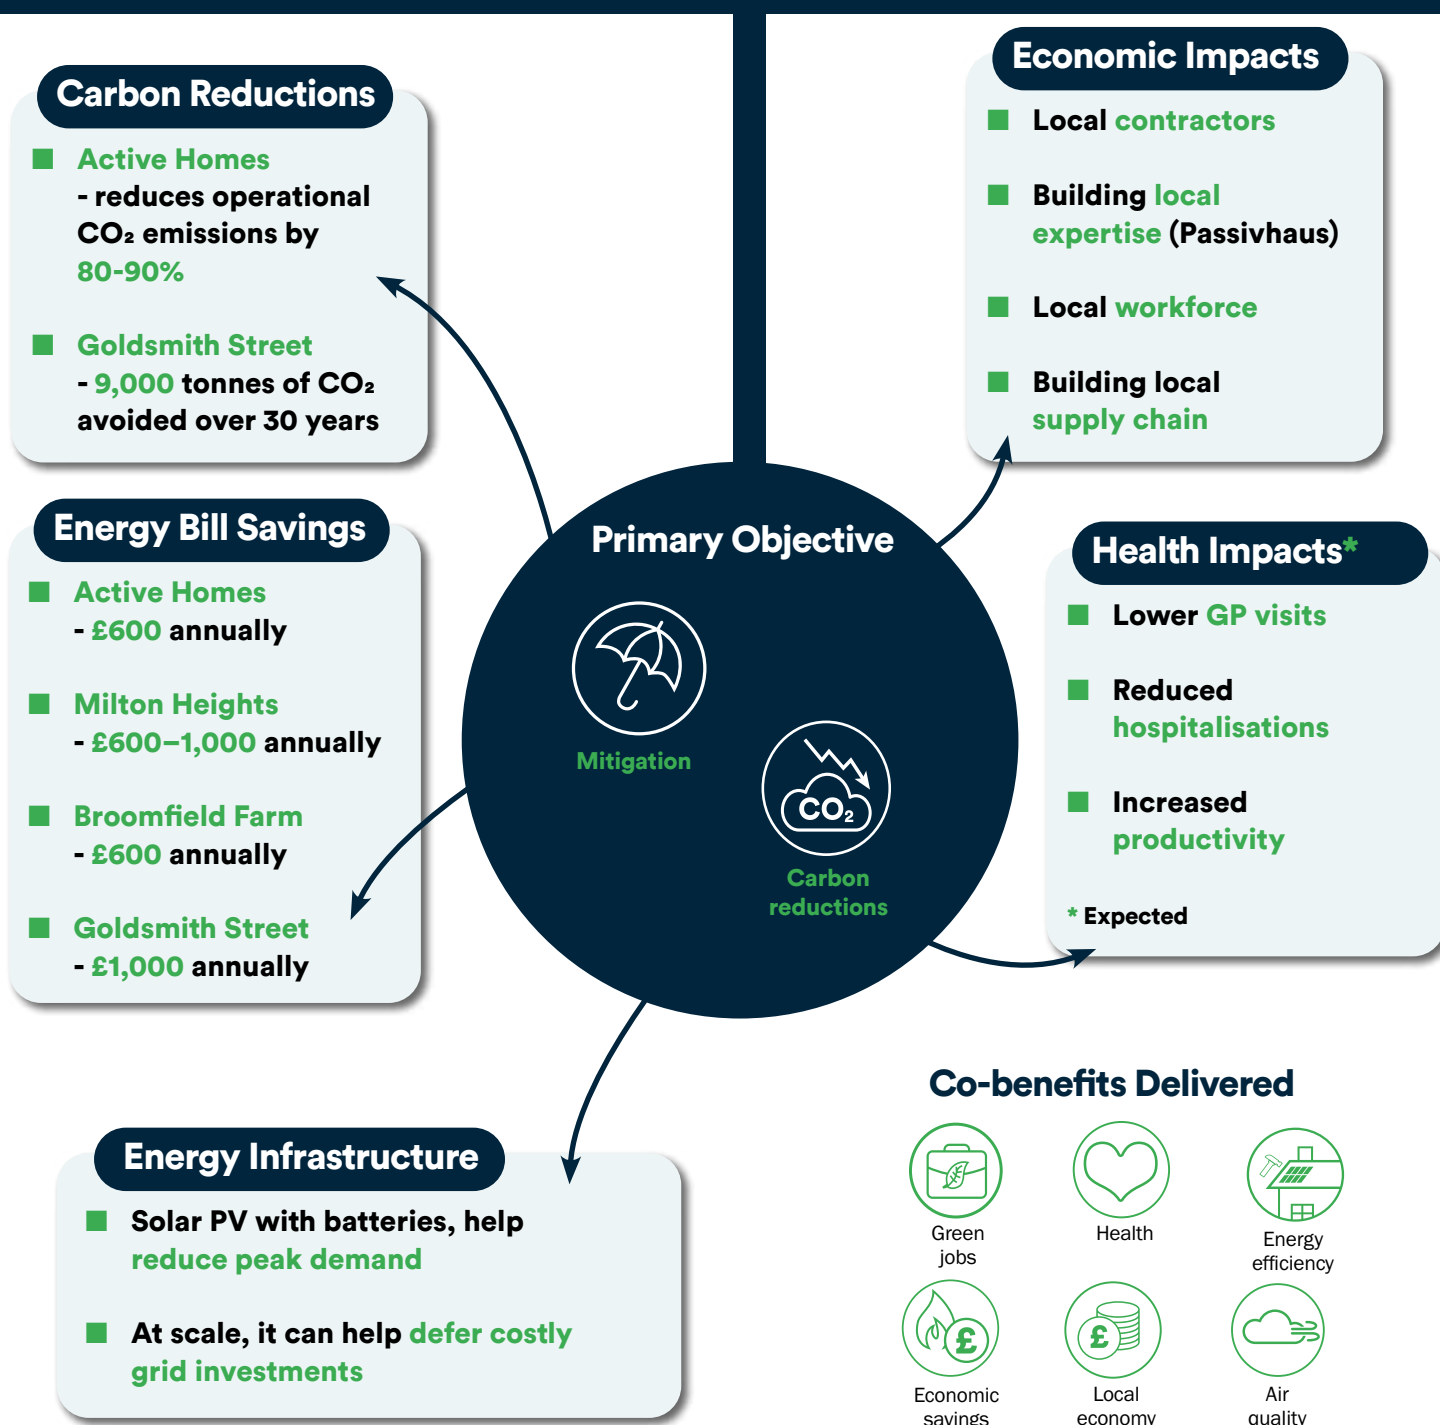 Carbon Reductions
Active Homes
- reduces operational
CO₂ emissions by
80-90%
Goldsmith Street
- 9,000 tonnes of CO₂
avoided over 30 years
Energy Bill Savings
Active Homes
- £600 annually
Milton Heights
- £600–1,000 annually
Broomfield Farm
- £600 annually
Goldsmith Street
- £1,000 annually
Primary Objective
Mitigation
CO₂
Carbon
reductions
Economic Impacts
Local contractors
Building local
expertise (Passivhaus)
Local workforce
Building local
supply chain
Health Impacts*
Lower GP visits
Reduced
hospitalisations
Increased
productivity
* Expected
Energy Infrastructure
Solar PV with batteries, help
reduce peak demand
At scale, it can help defer costly
grid investments
Co-benefits Delivered
Green
jobs
Health
Energy
efficiency
£
Economic
savings
£
Local
economy
Air
quality